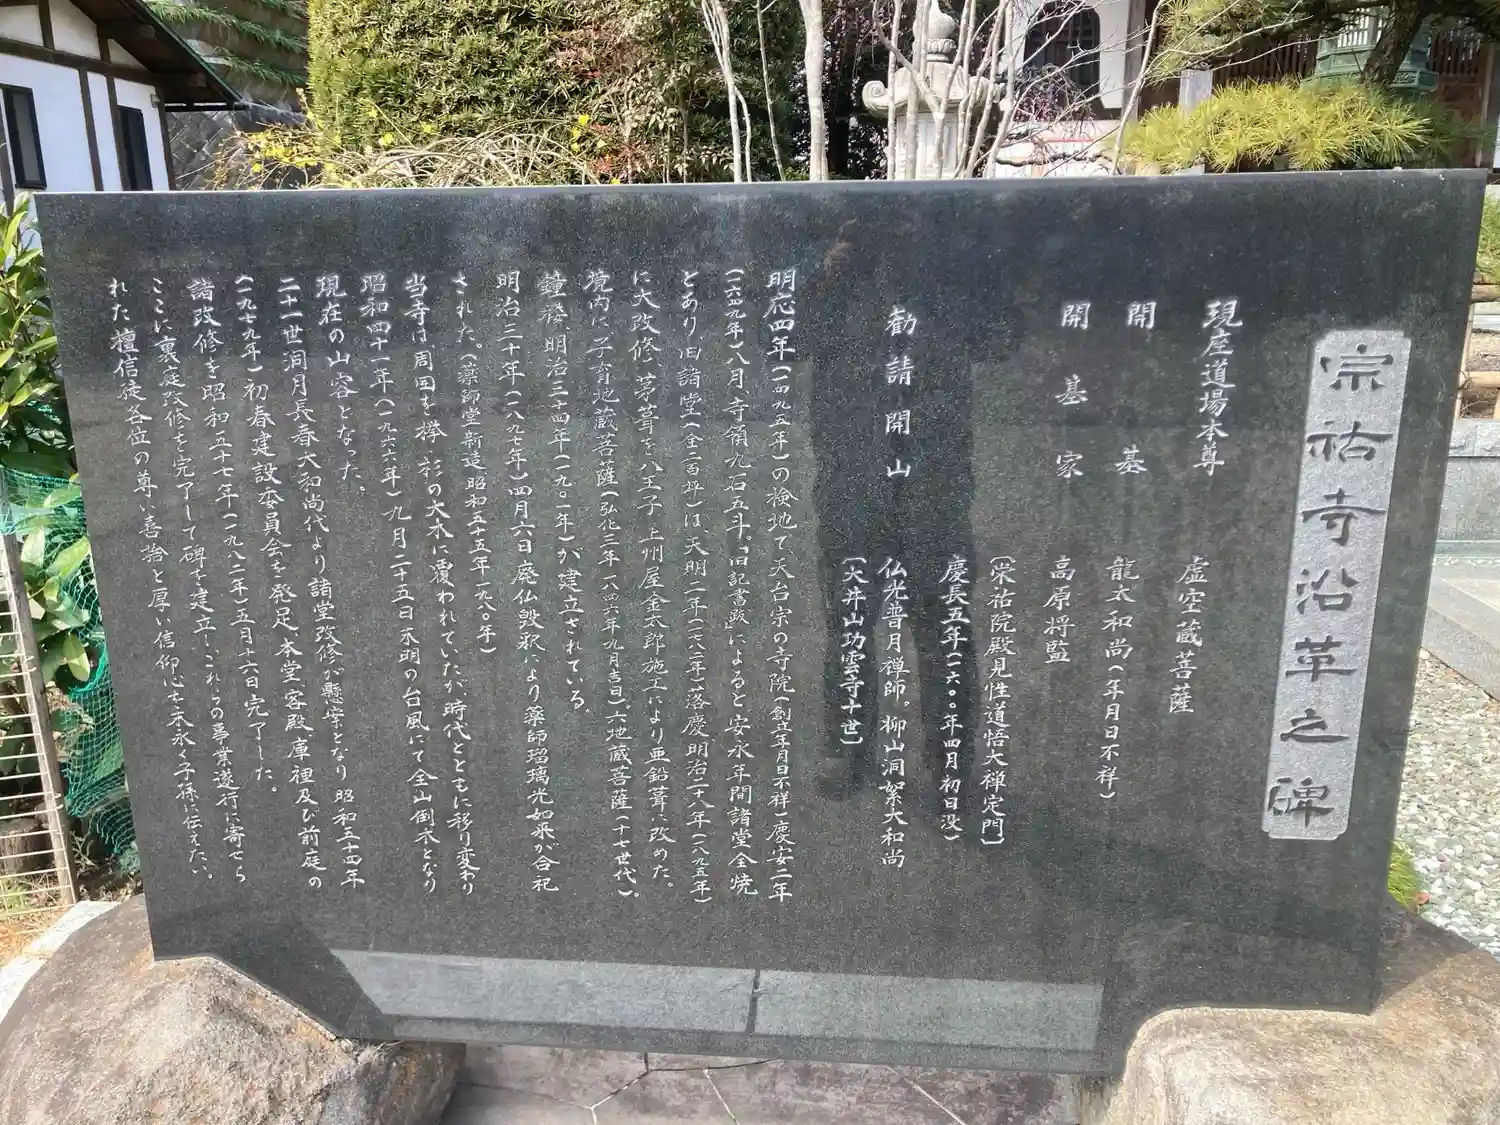 宗祐寺沿革之碑
現座道場本尊 虚空蔵菩薩
開基 龍太和尚(年月日不祥)
開基家 高原将監
〔宋祐院殿見性道悟大禅定門〕
慶長五年(一六〇〇年四月初日没)
勧請開山 仏光普月禅師。柳山洞絮大和尚
〔大井山功雲寺十世〕
明応四年(一四九五年)の検地で、天台宗の寺院(創立年月日不祥)慶安二年
(一六四九年)八月、寺領九石五斗。「旧記書跋」によると安永年間諸堂全焼
とあり、旧諸堂(全二百坪)は、天明二年(一七八二年)落慶明治二十八年(一八九五年)
に大改修、茅葺を八王子 上州屋金太郎施工により亜鉛葺に改めた。
境内に子育地蔵菩薩(弘化三年一八四六年九月吉日)六地蔵菩薩(十七世代)、
鐘楼、明治三十四年(一九〇一年)が建立されている。
明治三十年(一八九七年)四月六日廃仏毀釈により薬師瑠璃光如来が合祀
された。(薬師堂新造 昭和五十五年一九八〇年)
当寺は、周囲を欅 杉の大木に覆われていたが、時代とともに移り変わり
昭和四十一年(一九六六年)九月二十五日未明の台風にて全山倒木となり
現在の山容となった。
二十一世洞月長春大和尚代より諸堂改修が懸案となり 昭和五十四年
(一九七九年)初春建設委員会を発足、本堂客殿庫裡及び前庭の
諸改修を昭和五十七年(一九八二年)五月十六日完了した。
ここに裏庭改修を完了して碑を建立し、これらの事業遂行に寄せら
れた檀信徒各位の尊い喜捨と厚い信仰心を末永く子孫に伝えたい。